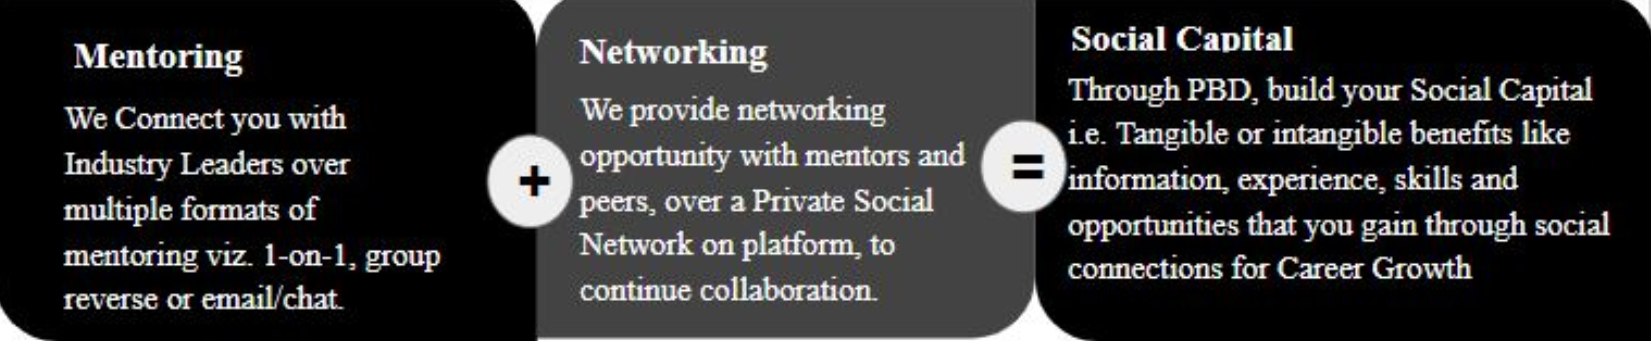 Mentoring
We Connect you with
Industry Leaders over
multiple formats of
mentoring viz. 1-on-1, group
reverse or email/chat.
+
Networking
We provide networking
opportunity with mentors and
peers, over a Private Social
Network on platform, to
continue collaboration.
=
Social Capital
Through PBD, build your Social Capital
i.e. Tangible or intangible benefits like
information, experience, skills and
opportunities that you gain through social
connections for Career Growth